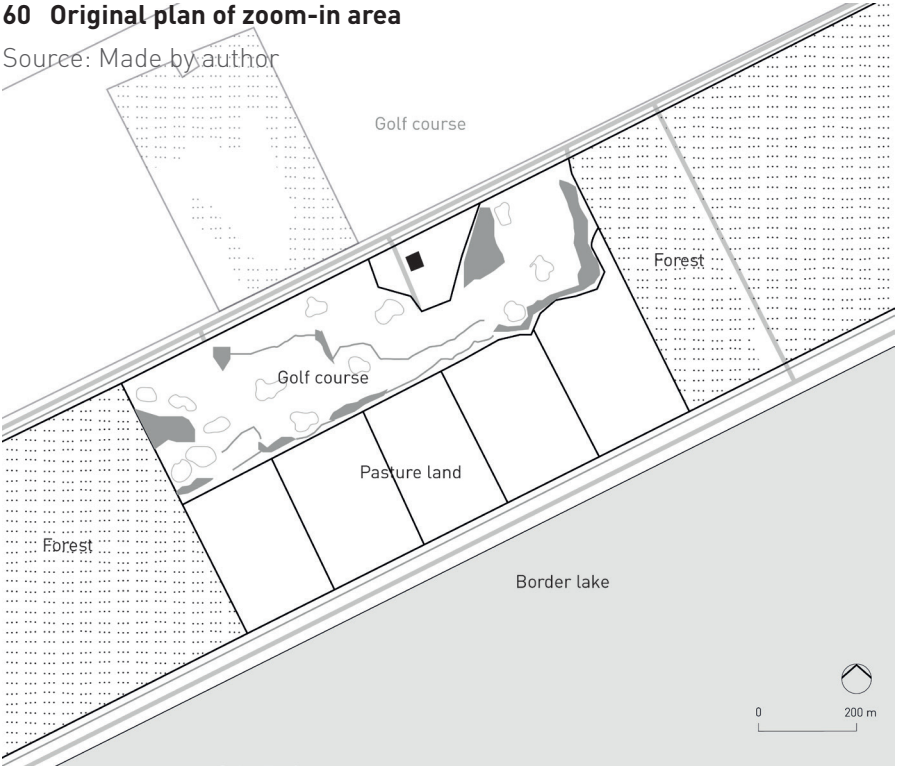 60 Original plan of zoom-in area
Source: Made by author
Golf course
Forest
Golf course
Pasture land
Forest
Border lake
0 200 m